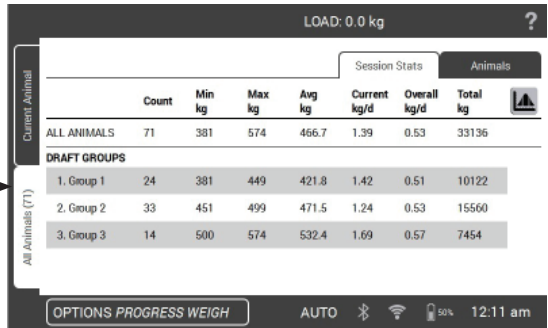 LOAD: 0.0 kg ?
Session Stats Animals
Current Animal
All Animals (71)
Count Min kg Max kg Avg kg Current kg/d Overall kg/d Total kg
ALL ANIMALS 71 381 574 466.7 1.39 0.53 33136
DRAFT GROUPS
1. Group 1 24 381 449 421.8 1.42 0.51 10122
2. Group 2 33 451 499 471.5 1.24 0.53 15560
3. Group 3 14 500 574 532.4 1.69 0.57 7454
OPTIONS PROGRESS WEIGH AUTO 50% 12:11 am